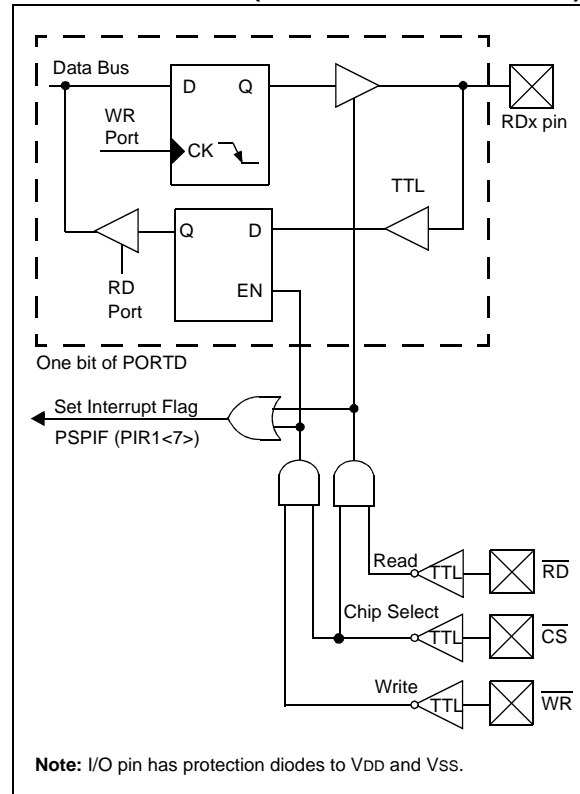 Data Bus
D Q
WR
Port
CK
RDx pin
TTL
Q D
EN
RD
Port
One bit of PORTD
Set Interrupt Flag
PSPIF (PIR1<7>)
Read
TTL
RD
Chip Select
TTL
CS
Write
TTL
WR
Note: I/O pin has protection diodes to VDD and VSS.